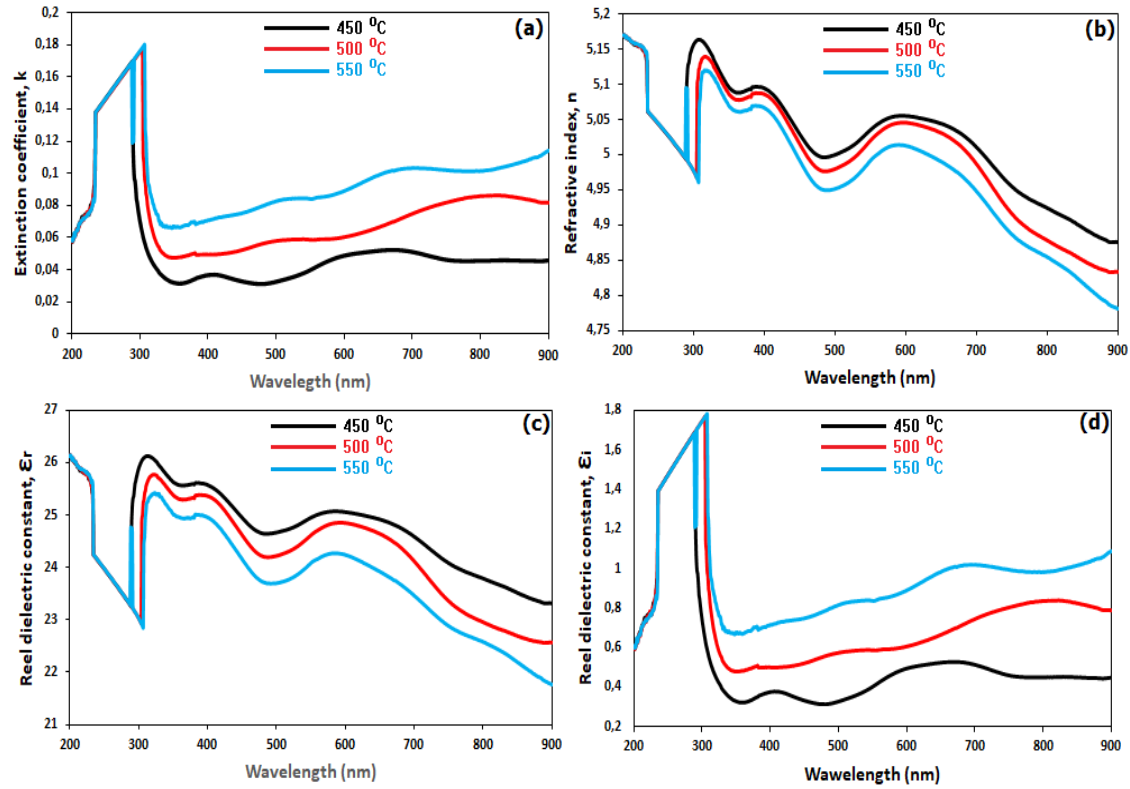 (a)
450 ⁰C
500 ⁰C
550 ⁰C
Extinction coefficient, k
0,2
0,18
0,16
0,14
0,12
0,1
0,08
0,06
0,04
0,02
0
200 300 400 500 600 700 800 900
Wavelegth (nm)
(b)
450 ⁰C
500 ⁰C
550 ⁰C
Refractive index, n
5,2
5,15
5,1
5,05
5
4,95
4,9
4,85
4,8
4,75
200 300 400 500 600 700 800 900
Wavelength (nm)
(c)
450 ⁰C
500 ⁰C
550 ⁰C
Reel dielectric constant, Ɛr
27
26
25
24
23
22
21
200 300 400 500 600 700 800 900
Wavelength (nm)
(d)
450 ⁰C
500 ⁰C
550 ⁰C
Reel dielectric constant, Ɛi
1,8
1,6
1,4
1,2
1
0,8
0,6
0,4
0,2
200 300 400 500 600 700 800 900
Wawelength (nm)